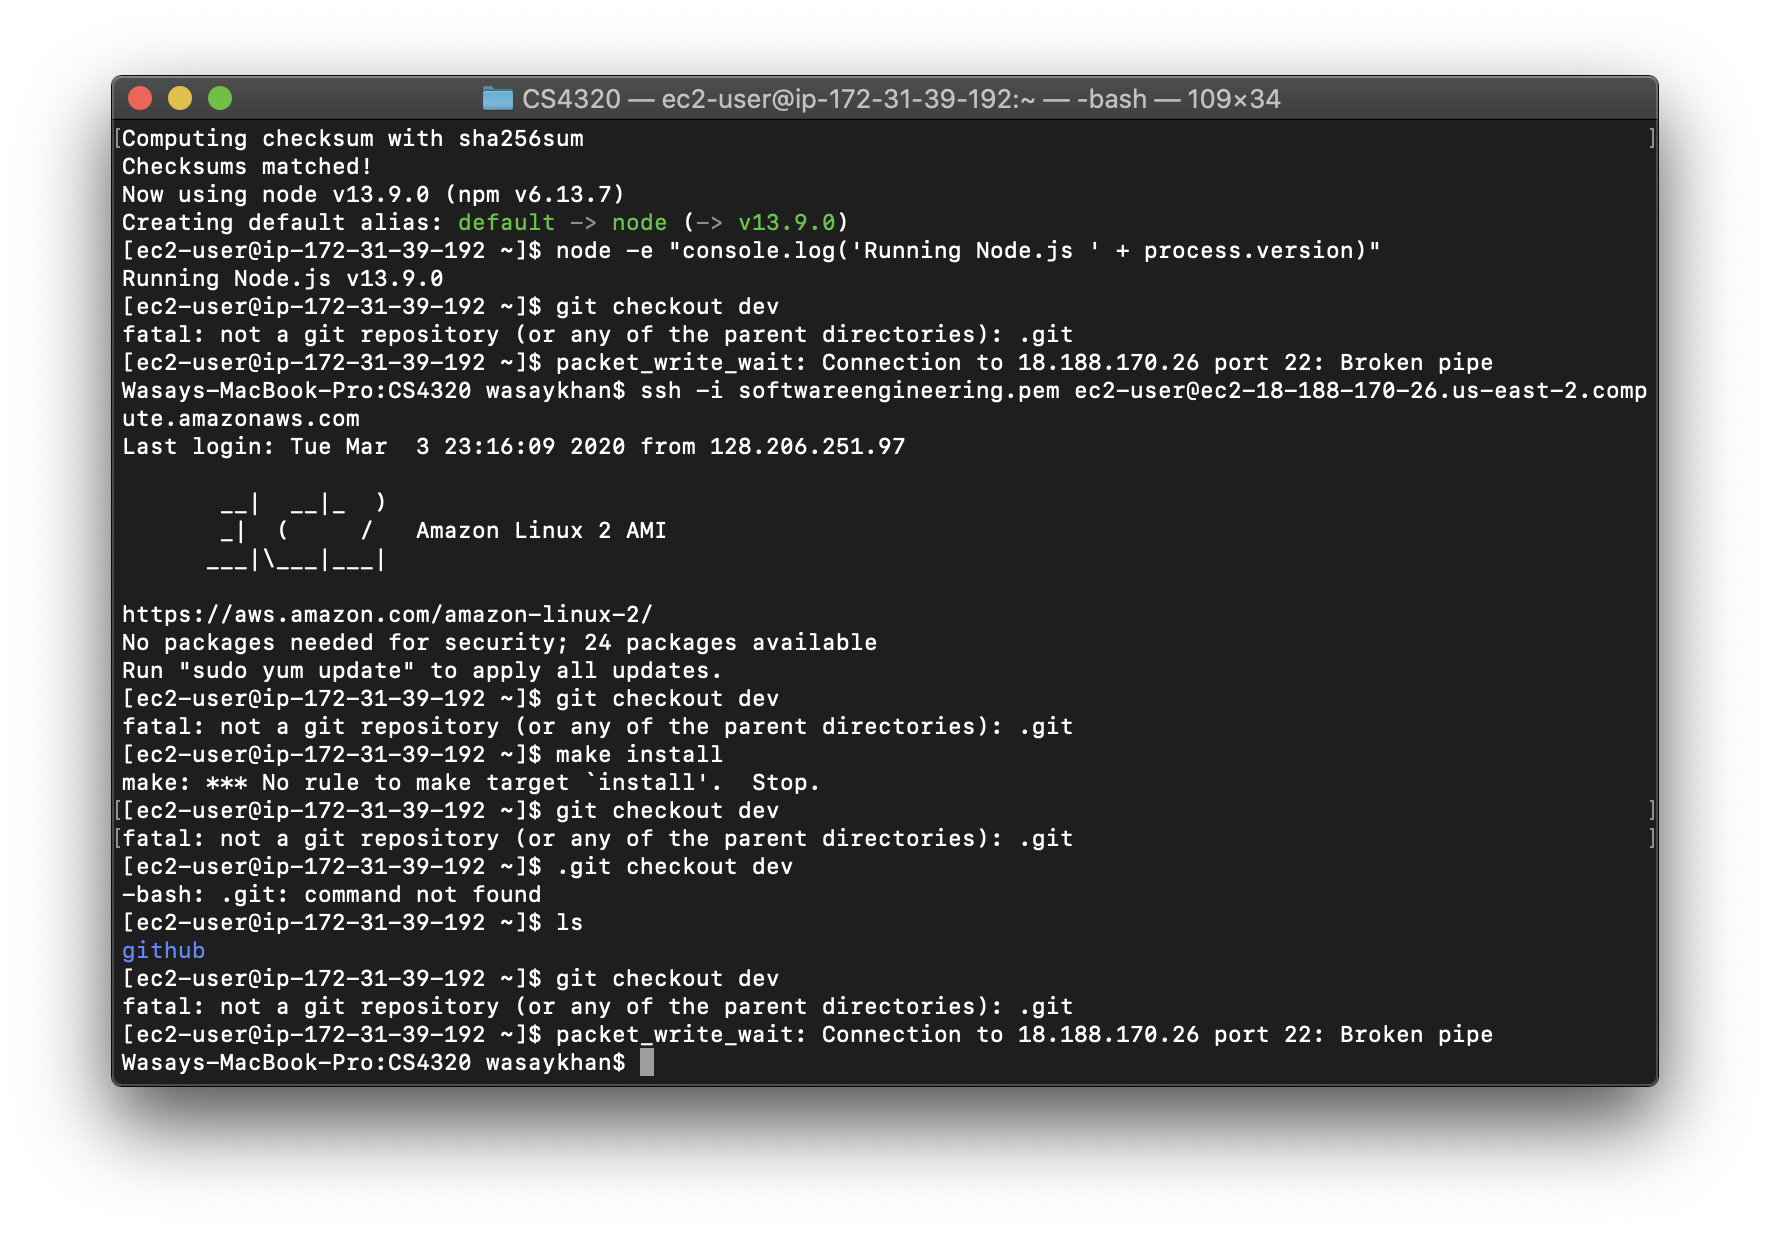 CS4320 — ec2-user@ip-172-31-39-192:~ — -bash — 109×34
[Computing checksum with sha256sum ]
Checksums matched!
Now using node v13.9.0 (npm v6.13.7)
Creating default alias: default -> node (-> v13.9.0)
[ec2-user@ip-172-31-39-192 ~]$ node -e "console.log('Running Node.js ' + process.version)"
Running Node.js v13.9.0
[ec2-user@ip-172-31-39-192 ~]$ git checkout dev
fatal: not a git repository (or any of the parent directories): .git
[ec2-user@ip-172-31-39-192 ~]$ packet_write_wait: Connection to 18.188.170.26 port 22: Broken pipe
Wasays-MacBook-Pro:CS4320 wasaykhan$ ssh -i softwareengineering.pem ec2-user@ec2-18-188-170-26.us-east-2.comp
ute.amazonaws.com
Last login: Tue Mar  3 23:16:09 2020 from 128.206.251.97
       __|  __|_  )
       _|  (     /   Amazon Linux 2 AMI
      ___|\___|___|
https://aws.amazon.com/amazon-linux-2/
No packages needed for security; 24 packages available
Run "sudo yum update" to apply all updates.
[ec2-user@ip-172-31-39-192 ~]$ git checkout dev
fatal: not a git repository (or any of the parent directories): .git
[ec2-user@ip-172-31-39-192 ~]$ make install
make: *** No rule to make target `install'.  Stop.
[[ec2-user@ip-172-31-39-192 ~]$ git checkout dev ]
[fatal: not a git repository (or any of the parent directories): .git ]
[ec2-user@ip-172-31-39-192 ~]$ .git checkout dev
-bash: .git: command not found
[ec2-user@ip-172-31-39-192 ~]$ ls
github
[ec2-user@ip-172-31-39-192 ~]$ git checkout dev
fatal: not a git repository (or any of the parent directories): .git
[ec2-user@ip-172-31-39-192 ~]$ packet_write_wait: Connection to 18.188.170.26 port 22: Broken pipe
Wasays-MacBook-Pro:CS4320 wasaykhan$